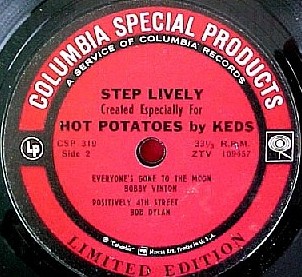 COLUMBIA SPECIAL PRODUCTS
A SERVICE OF COLUMBIA RECORDS
STEP LIVELY
Created Especially For
HOT POTATOES by KEDS
CSP 319 33⅓ R.P.M.
Side 2 ZTV 109457
LP
EVERYONE'S GONE TO THE MOON
BOBBY VINTON
POSITIVELY 4TH STREET
BOB DYLAN
LIMITED EDITION